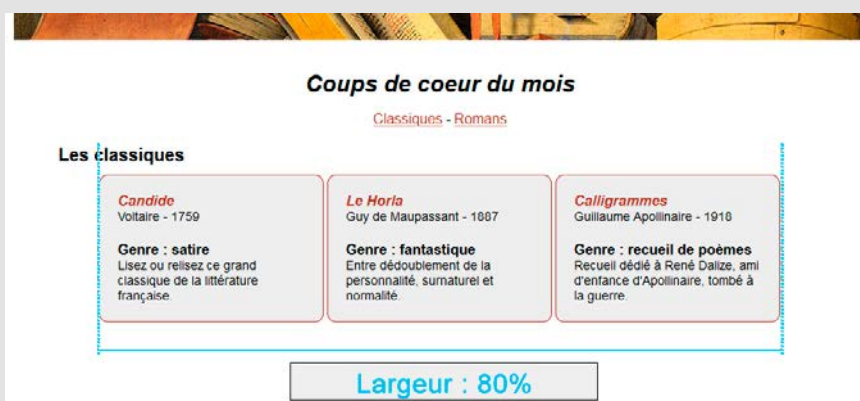 Coups de coeur du mois
Classiques - Romans
Les classiques
Candide
Voltaire - 1759
Genre : satire
Lisez ou relisez ce grand
classique de la littérature
française.
Le Horla
Guy de Maupassant - 1887
Genre : fantastique
Entre dédoublement de la
personnalité, surnaturel et
normalité.
Calligrammes
Guillaume Apollinaire - 1918
Genre : recueil de poèmes
Recueil dédié à René Dalize, ami
d'enfance d'Apollinaire, tombé à
la guerre.
Largeur : 80%